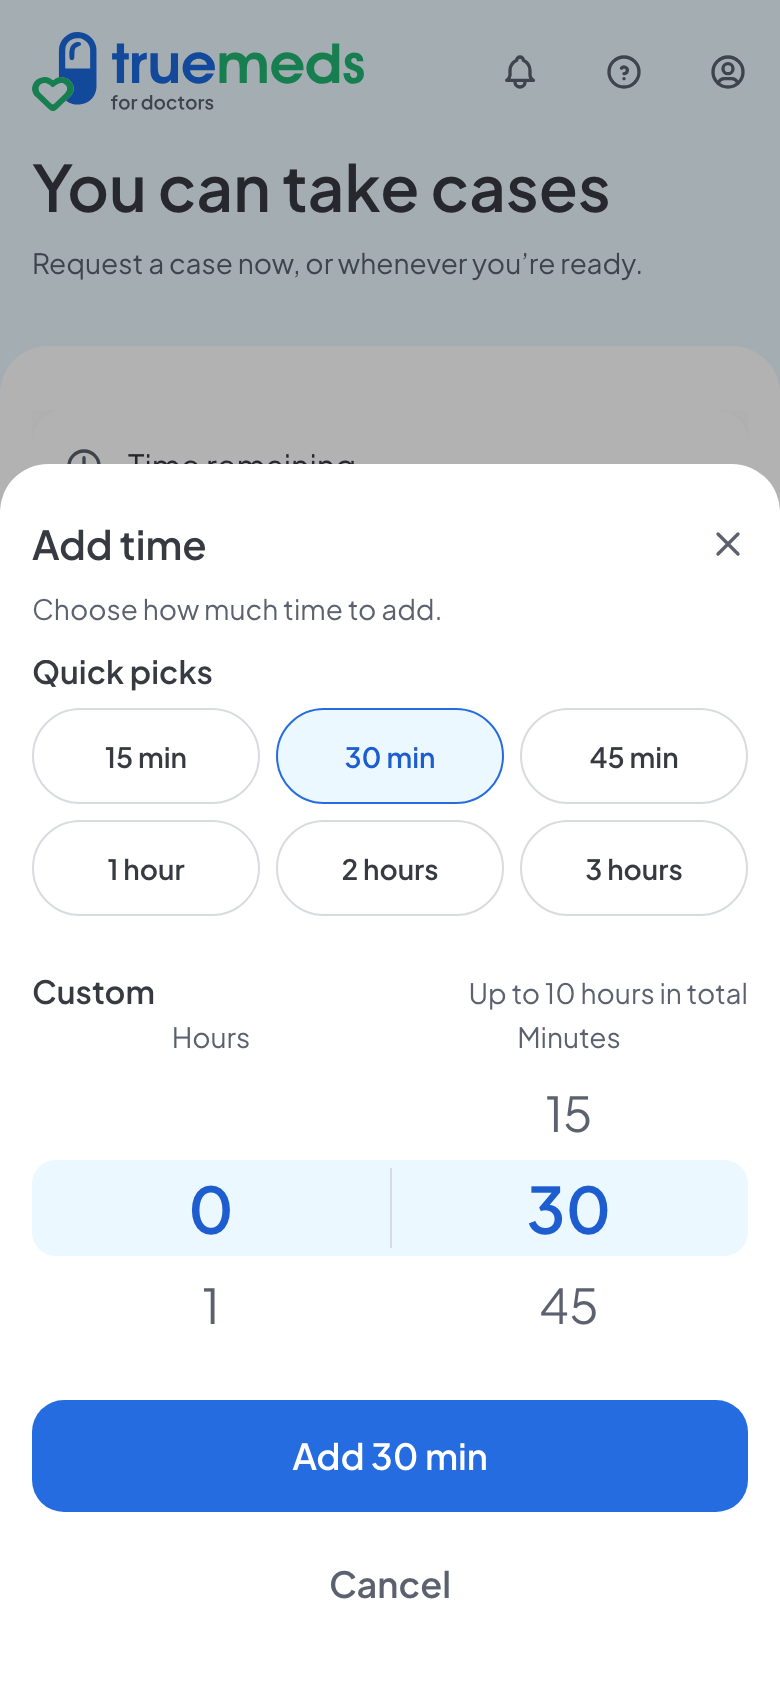 truemeds
for doctors
You can take cases
Request a case now, or whenever you’re ready.
Time remaining
Add time
Choose how much time to add.
Quick picks
15 min
30 min
45 min
1 hour
2 hours
3 hours
Custom
Up to 10 hours in total
Hours
Minutes
15
0
30
1
45
Add 30 min
Cancel